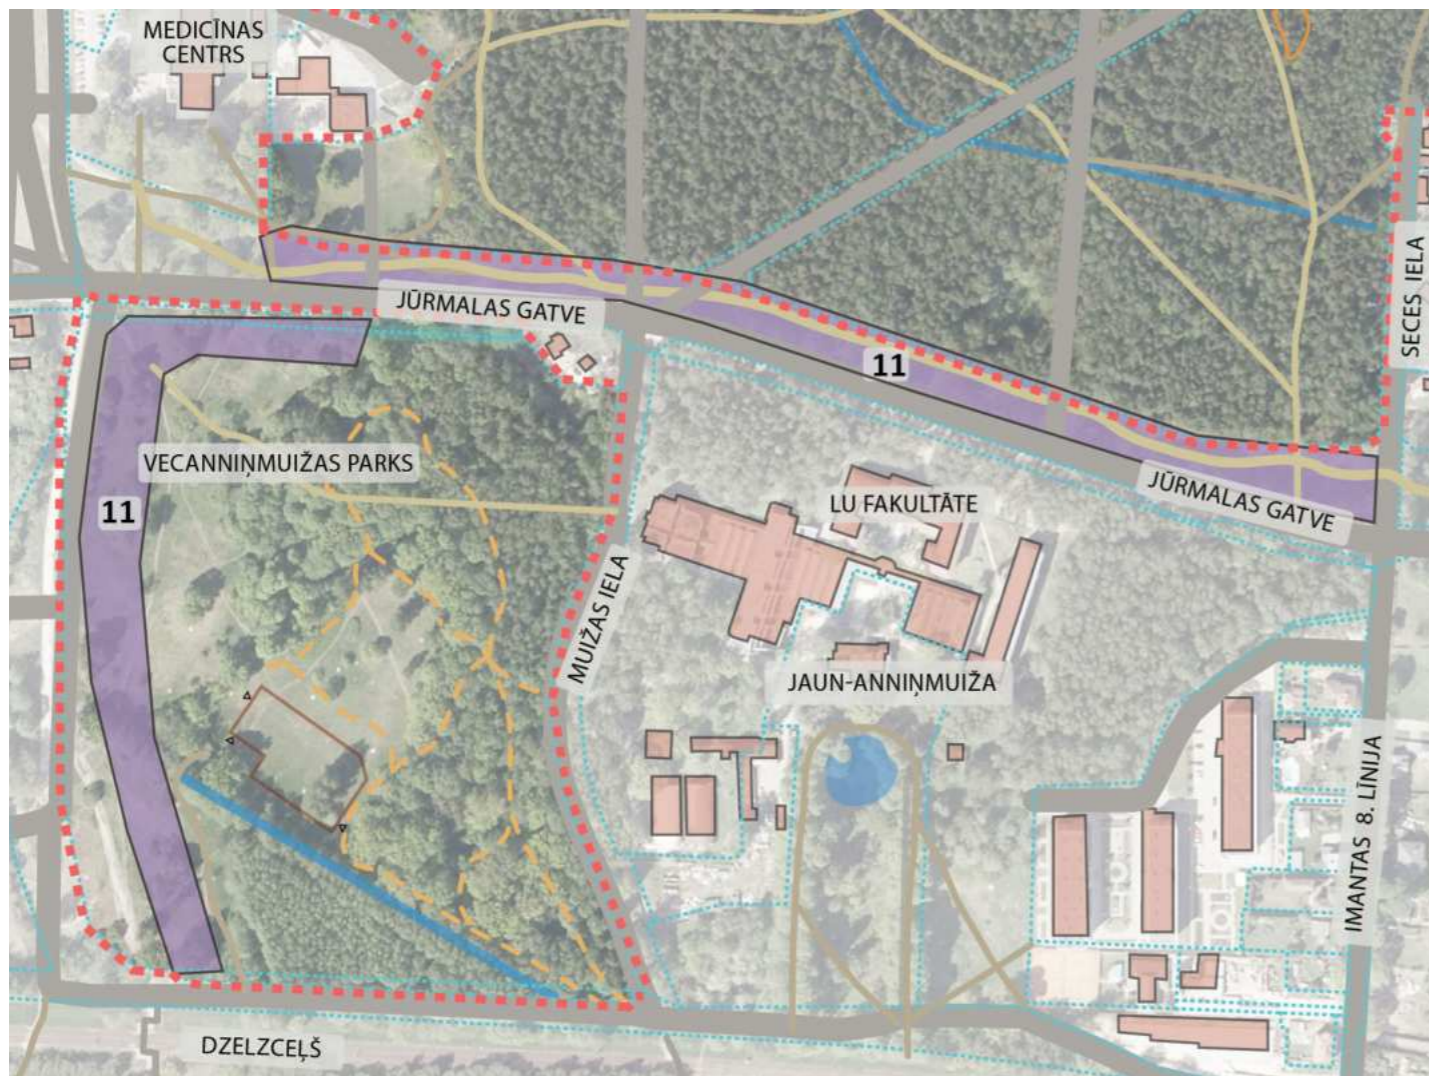 MEDICĪNAS
CENTRS
JŪRMALAS GATVE
SECES IELA
11
VECANNIŅMUIŽAS PARKS
11
LU FAKULTĀTE
JŪRMALAS GATVE
MUIŽAS IELA
JAUN-ANNIŅMUIŽA
IMANTAS 8. LĪNIJA
DZELZCEĻŠ